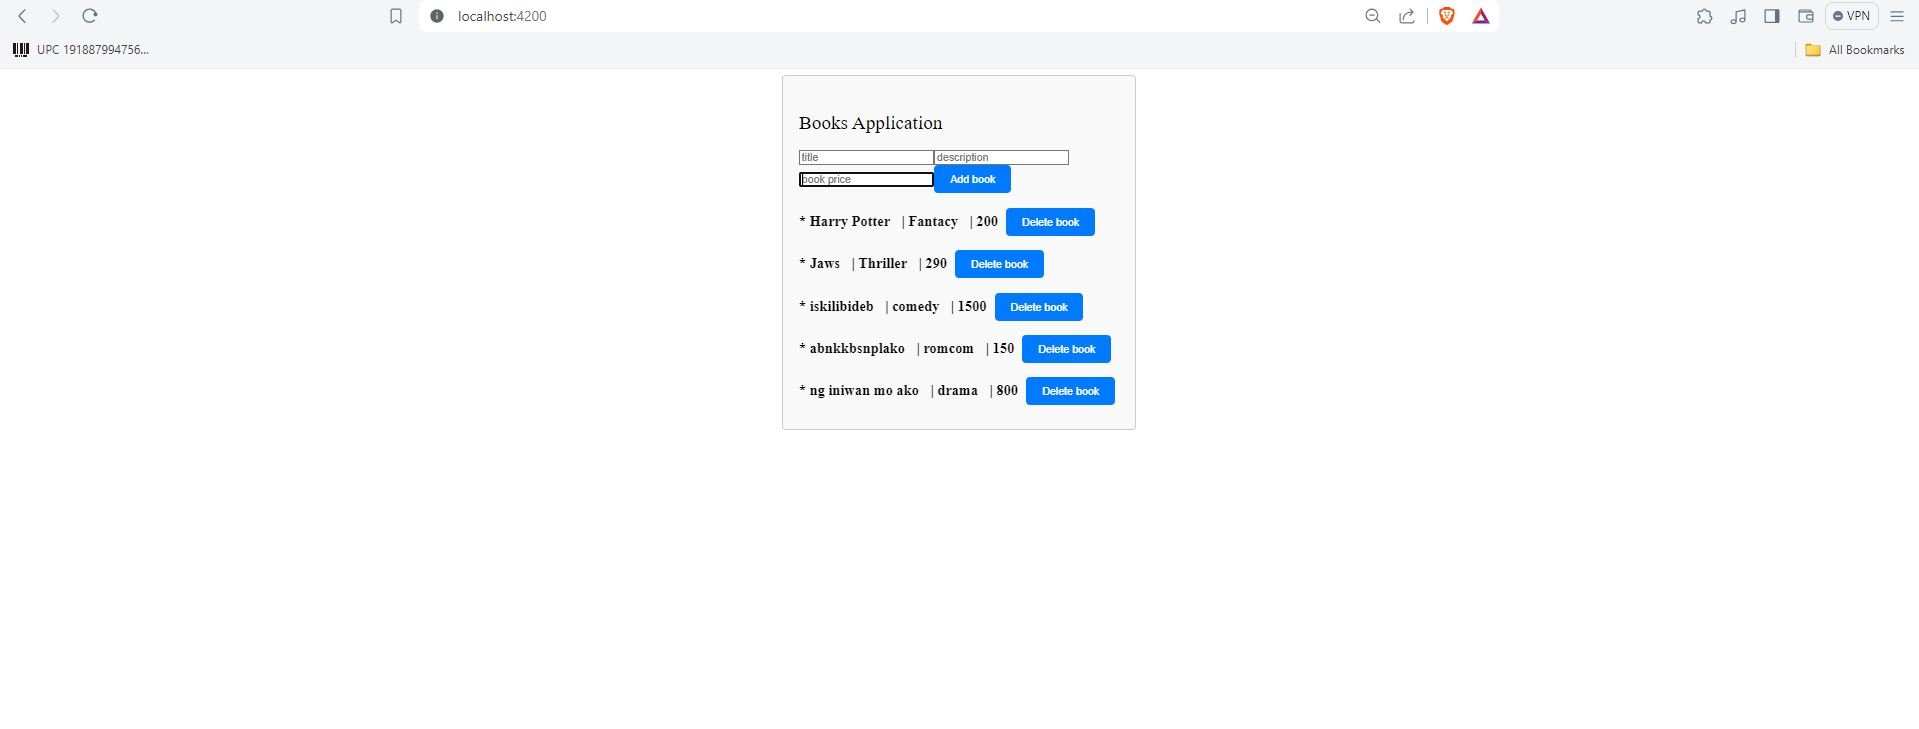 localhost:4200
VPN
UPC 191887994756...
All Bookmarks
Books Application
title description
book price Add book
* Harry Potter | Fantacy | 200 Delete book
* Jaws | Thriller | 290 Delete book
* iskilibideb | comedy | 1500 Delete book
* abnkkbsnplako | romcom | 150 Delete book
* ng iniwan mo ako | drama | 800 Delete book